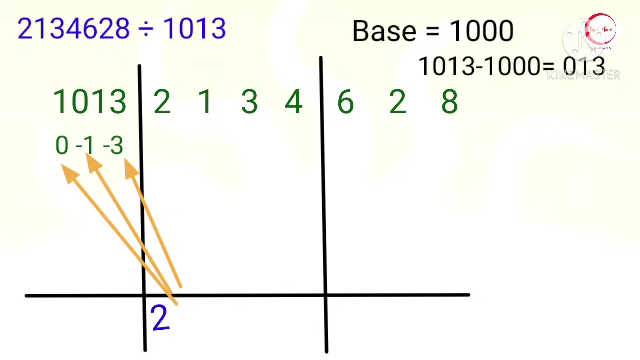 2134628 ÷ 1013
Base = 1000
1013-1000= 013
1013 2 1 3 4 6 2 8
0 -1 -3
2